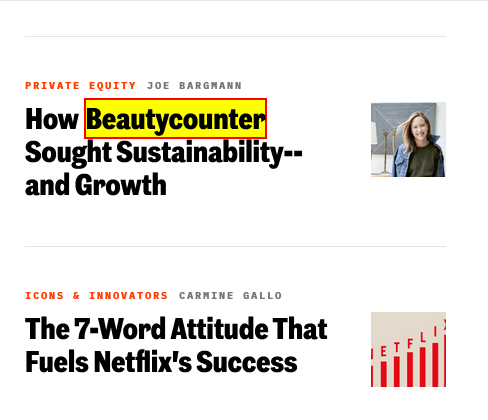 PRIVATE EQUITY JOE BARGMANN
How Beautycounter
Sought Sustainability--
and Growth
ICONS & INNOVATORS CARMINE GALLO
The 7-Word Attitude That
Fuels Netflix's Success
NETFLIX